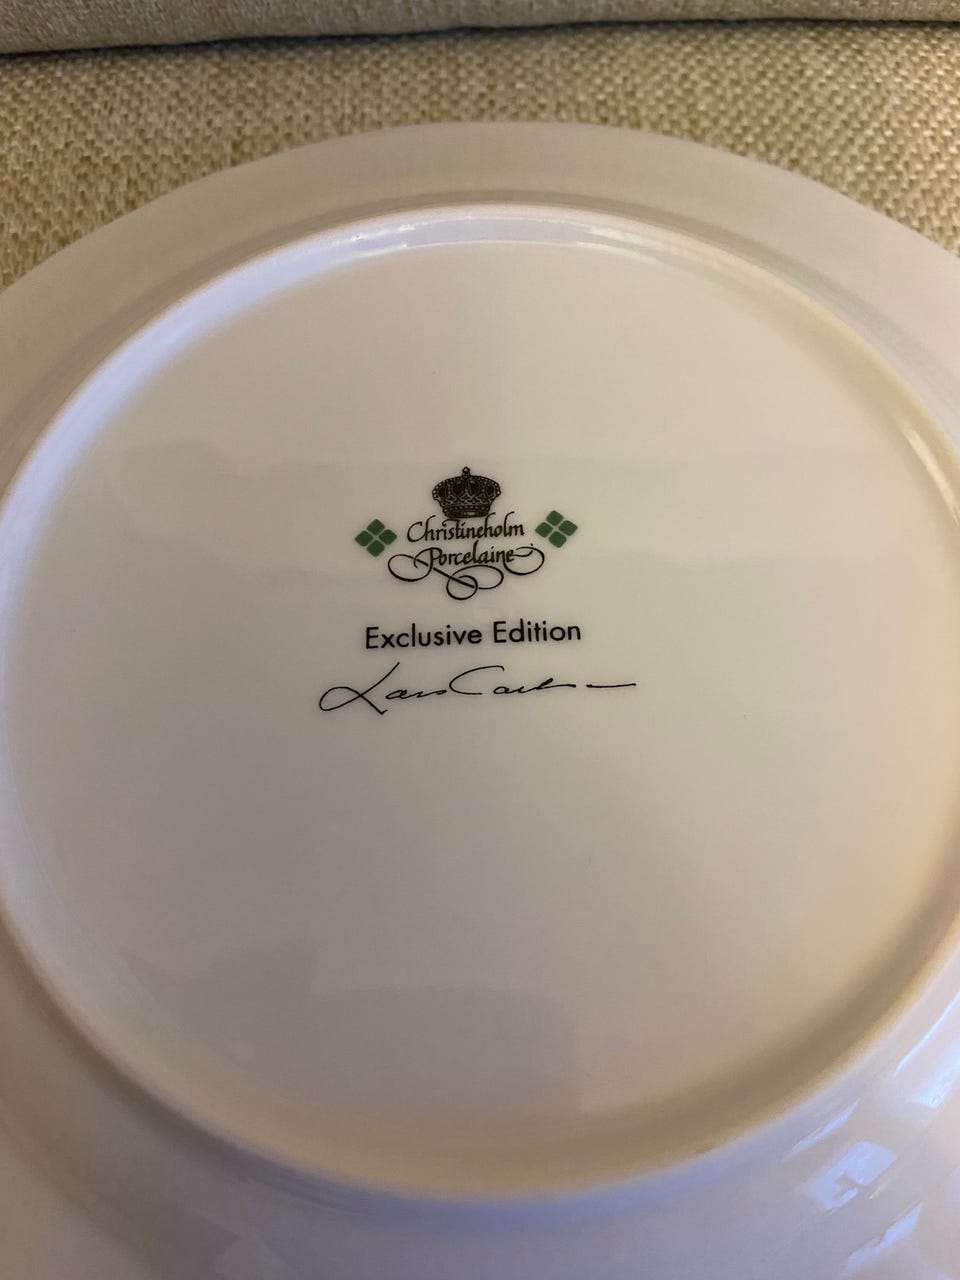 Christineholm
Porcelaine
Exclusive Edition